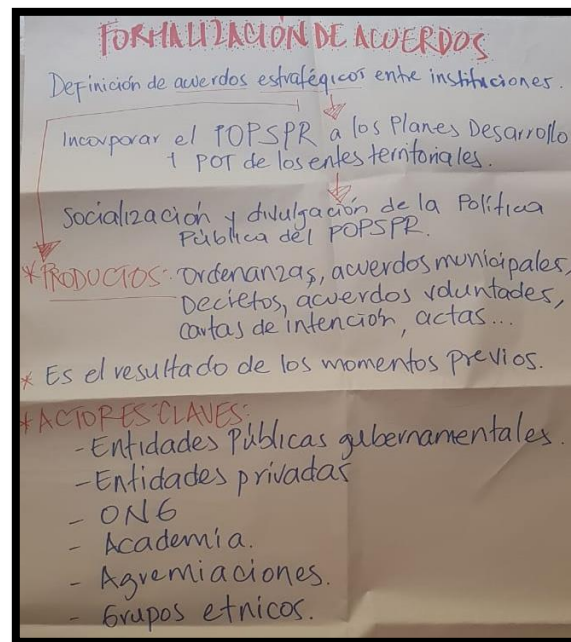 FORMALIZACIÓN DE ACUERDOS
Definición de acuerdos estratégicos entre instituciones.
Incorporar el POPSPR a los Planes Desarrollo
+ POT de los entes territoriales.
Socialización y divulgación de la Política
Pública del POPSPR.
* PRODUCTOS: Ordenanzas, acuerdos municipales,
Decretos, acuerdos voluntades,
cartas de intención, actas...
* Es el resultado de los momentos previos.
* ACTORES CLAVES:
- Entidades Públicas gubernamentales.
- Entidades privadas
- ONG
- Academia.
- Agremiaciones.
- Grupos etnicos.